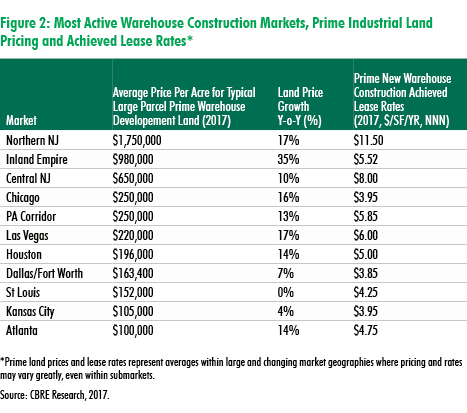 Figure 2: Most Active Warehouse Construction Markets, Prime Industrial Land
Pricing and Achieved Lease Rates*
Market Average Price Per Acre for Typical Large Parcel Prime Warehouse Developement Land (2017) Land Price Growth Y-o-Y (%) Prime New Warehouse Construction Achieved Lease Rates (2017, $/SF/YR, NNN)
Northern NJ $1,750,000 17% $11.50
Inland Empire $980,000 35% $5.52
Central NJ $650,000 10% $8.00
Chicago $250,000 16% $3.95
PA Corridor $250,000 13% $5.85
Las Vegas $220,000 17% $6.00
Houston $196,000 14% $5.00
Dallas/Fort Worth $163,400 7% $3.85
St Louis $152,000 0% $4.25
Kansas City $105,000 4% $3.95
Atlanta $100,000 14% $4.75
*Prime land prices and lease rates represent averages within large and changing market geographies where pricing and rates
may vary greatly, even within submarkets.
Source: CBRE Research, 2017.